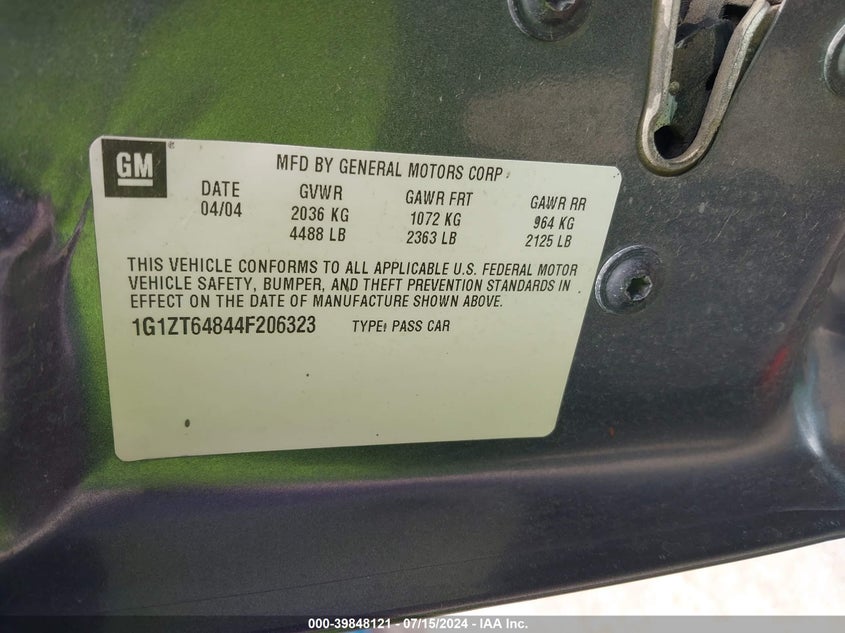 GM
MFD BY GENERAL MOTORS CORP
DATE GVWR GAWR FRT GAWR RR
04/04 2036 KG 1072 KG 964 KG
4488 LB 2363 LB 2125 LB
THIS VEHICLE CONFORMS TO ALL APPLICABLE U.S. FEDERAL MOTOR
VEHICLE SAFETY, BUMPER, AND THEFT PREVENTION STANDARDS IN
EFFECT ON THE DATE OF MANUFACTURE SHOWN ABOVE.
1G1ZT64844F206323 TYPE: PASS CAR
000-39848121 - 07/15/2024 - IAA Inc.